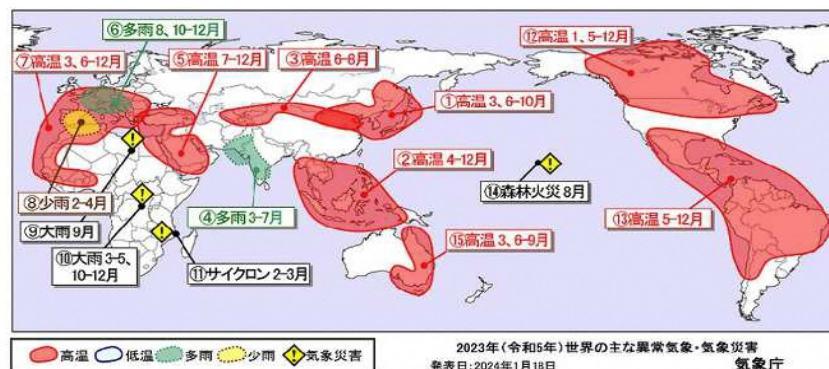 ⑥多雨8、10-12月
⑦高温 3、6-12月
⑤高温 7-12月
③高温 6-6月
⑫高温 1、5-12月
①高温 3、6-10月
②高温 4-12月
⑭森林火災 8月
⑧少雨 2-4月
④多雨 3-7月
⑬高温 5-12月
⑨大雨 9月
⑩大雨 3-5、
10-12月
⑪サイクロン 2-3月
⑮高温 3、6-9月
高温 低温 多雨 少雨 気象災害
2023年(令和5年)世界の主な異常気象・気象災害
発表日:2024年1月18日 気象庁